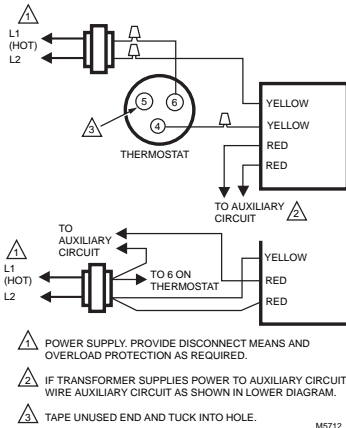 1
L1
(HOT)
L2
5
6
4
3
THERMOSTAT
YELLOW
YELLOW
RED
RED
TO AUXILIARY
CIRCUIT
2
TO
AUXILIARY
CIRCUIT
1
L1
(HOT)
L2
TO 6 ON
THERMOSTAT
YELLOW
RED
RED
1 POWER SUPPLY. PROVIDE DISCONNECT MEANS AND
OVERLOAD PROTECTION AS REQUIRED.
2 IF TRANSFORMER SUPPLIES POWER TO AUXILIARY CIRCUIT
WIRE AUXILIARY CIRCUIT AS SHOWN IN LOWER DIAGRAM.
3 TAPE UNUSED END AND TUCK INTO HOLE.
M5712